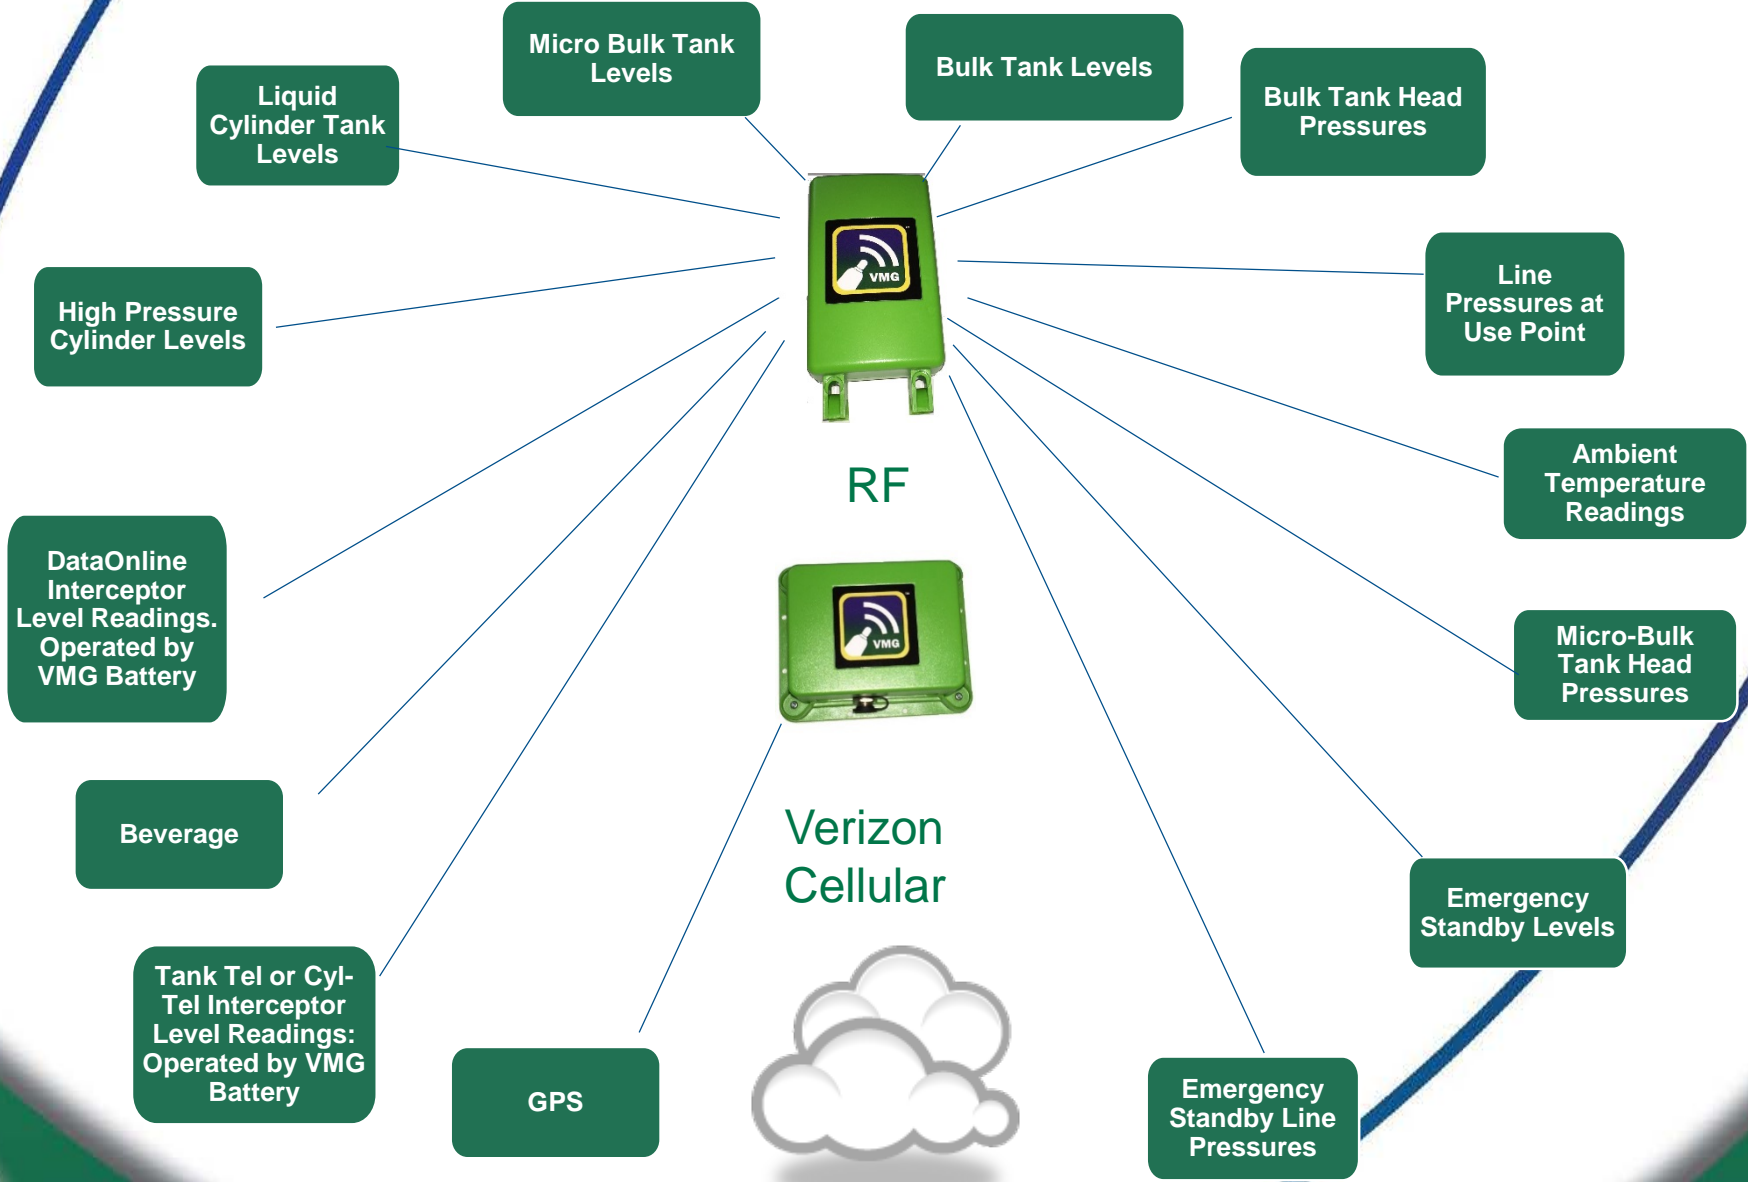 Micro Bulk Tank
Levels
Bulk Tank Levels
Bulk Tank Head
Pressures
Liquid
Cylinder Tank
Levels
VMG
Line
Pressures at
Use Point
High Pressure
Cylinder Levels
RF
Ambient
Temperature
Readings
DataOnline
Interceptor
Level Readings.
Operated by
VMG Battery
VMG
Micro-Bulk
Tank Head
Pressures
Beverage
Verizon
Cellular
Emergency
Standby Levels
Tank Tel or Cyl-
Tel Interceptor
Level Readings:
Operated by VMG
Battery
GPS
Emergency
Standby Line
Pressures